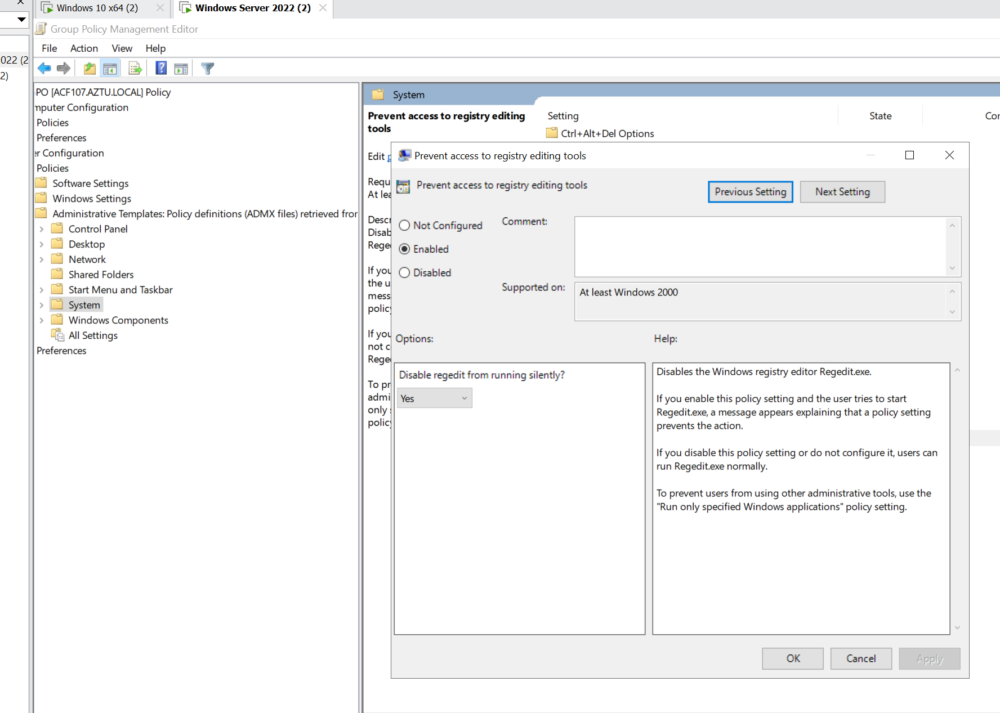 Windows 10 x64 (2)
Windows Server 2022 (2)
Group Policy Management Editor
File Action View Help
022 (2
2)
PO [ACF107.AZTU.LOCAL] Policy
mputer Configuration
Policies
Preferences
er Configuration
Policies
Software Settings
Windows Settings
Administrative Templates: Policy definitions (ADMX files) retrieved fror
Control Panel
Desktop
Network
Shared Folders
Start Menu and Taskbar
System
Windows Components
All Settings
Preferences
System
Prevent access to registry editing
tools
Edit p
Requ
At lea
Descr
Disab
Rege
If you
the u
mess
policy
If you
not c
Rege
To pr
admi
only s
policy
Setting State Cor
Ctrl+Alt+Del Options
Prevent access to registry editing tools
Prevent access to registry editing tools
Previous Setting Next Setting
Not Configured
Enabled
Disabled
Comment:
Supported on: At least Windows 2000
Options:
Help:
Disable regedit from running silently?
Yes
Disables the Windows registry editor Regedit.exe.
If you enable this policy setting and the user tries to start
Regedit.exe, a message appears explaining that a policy setting
prevents the action.
If you disable this policy setting or do not configure it, users can
run Regedit.exe normally.
To prevent users from using other administrative tools, use the
"Run only specified Windows applications" policy setting.
OK Cancel Apply